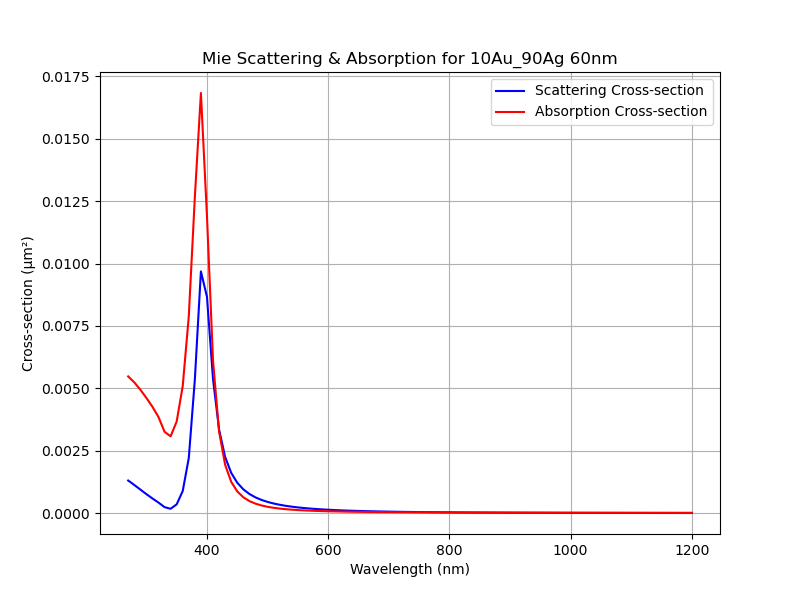 Mie Scattering & Absorption for 10Au_90Ag 60nm
Scattering Cross-section
Absorption Cross-section
Cross-section (μm²)
0.0175
0.0150
0.0125
0.0100
0.0075
0.0050
0.0025
0.0000
400
600
800
1000
1200
Wavelength (nm)